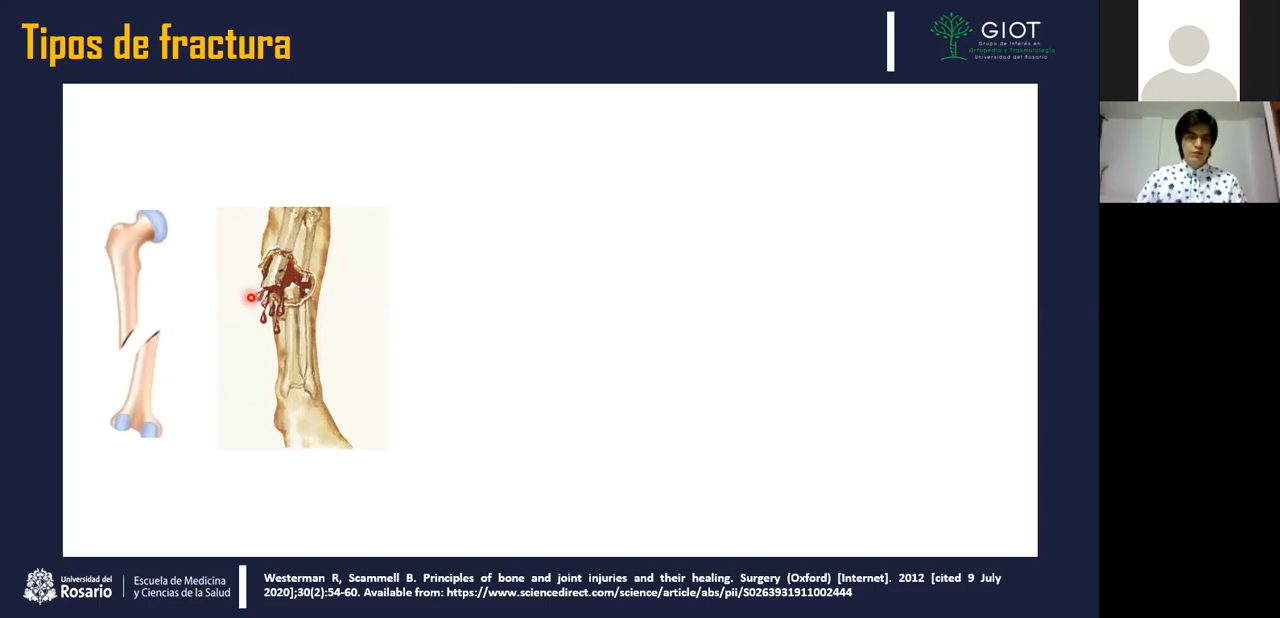 Tipos de fractura
GIOT
Grupo de Interés en
Ortopedia y Traumatología
Universidad del Rosario
Universidad del
Rosario
Escuela de Medicina
y Ciencias de la Salud
Westerman R, Scammell B. Principles of bone and joint injuries and their healing. Surgery (Oxford) [Internet]. 2012 [cited 9 July
2020];30(2):54-60. Available from: https://www.sciencedirect.com/science/article/abs/pii/S0263931911002444